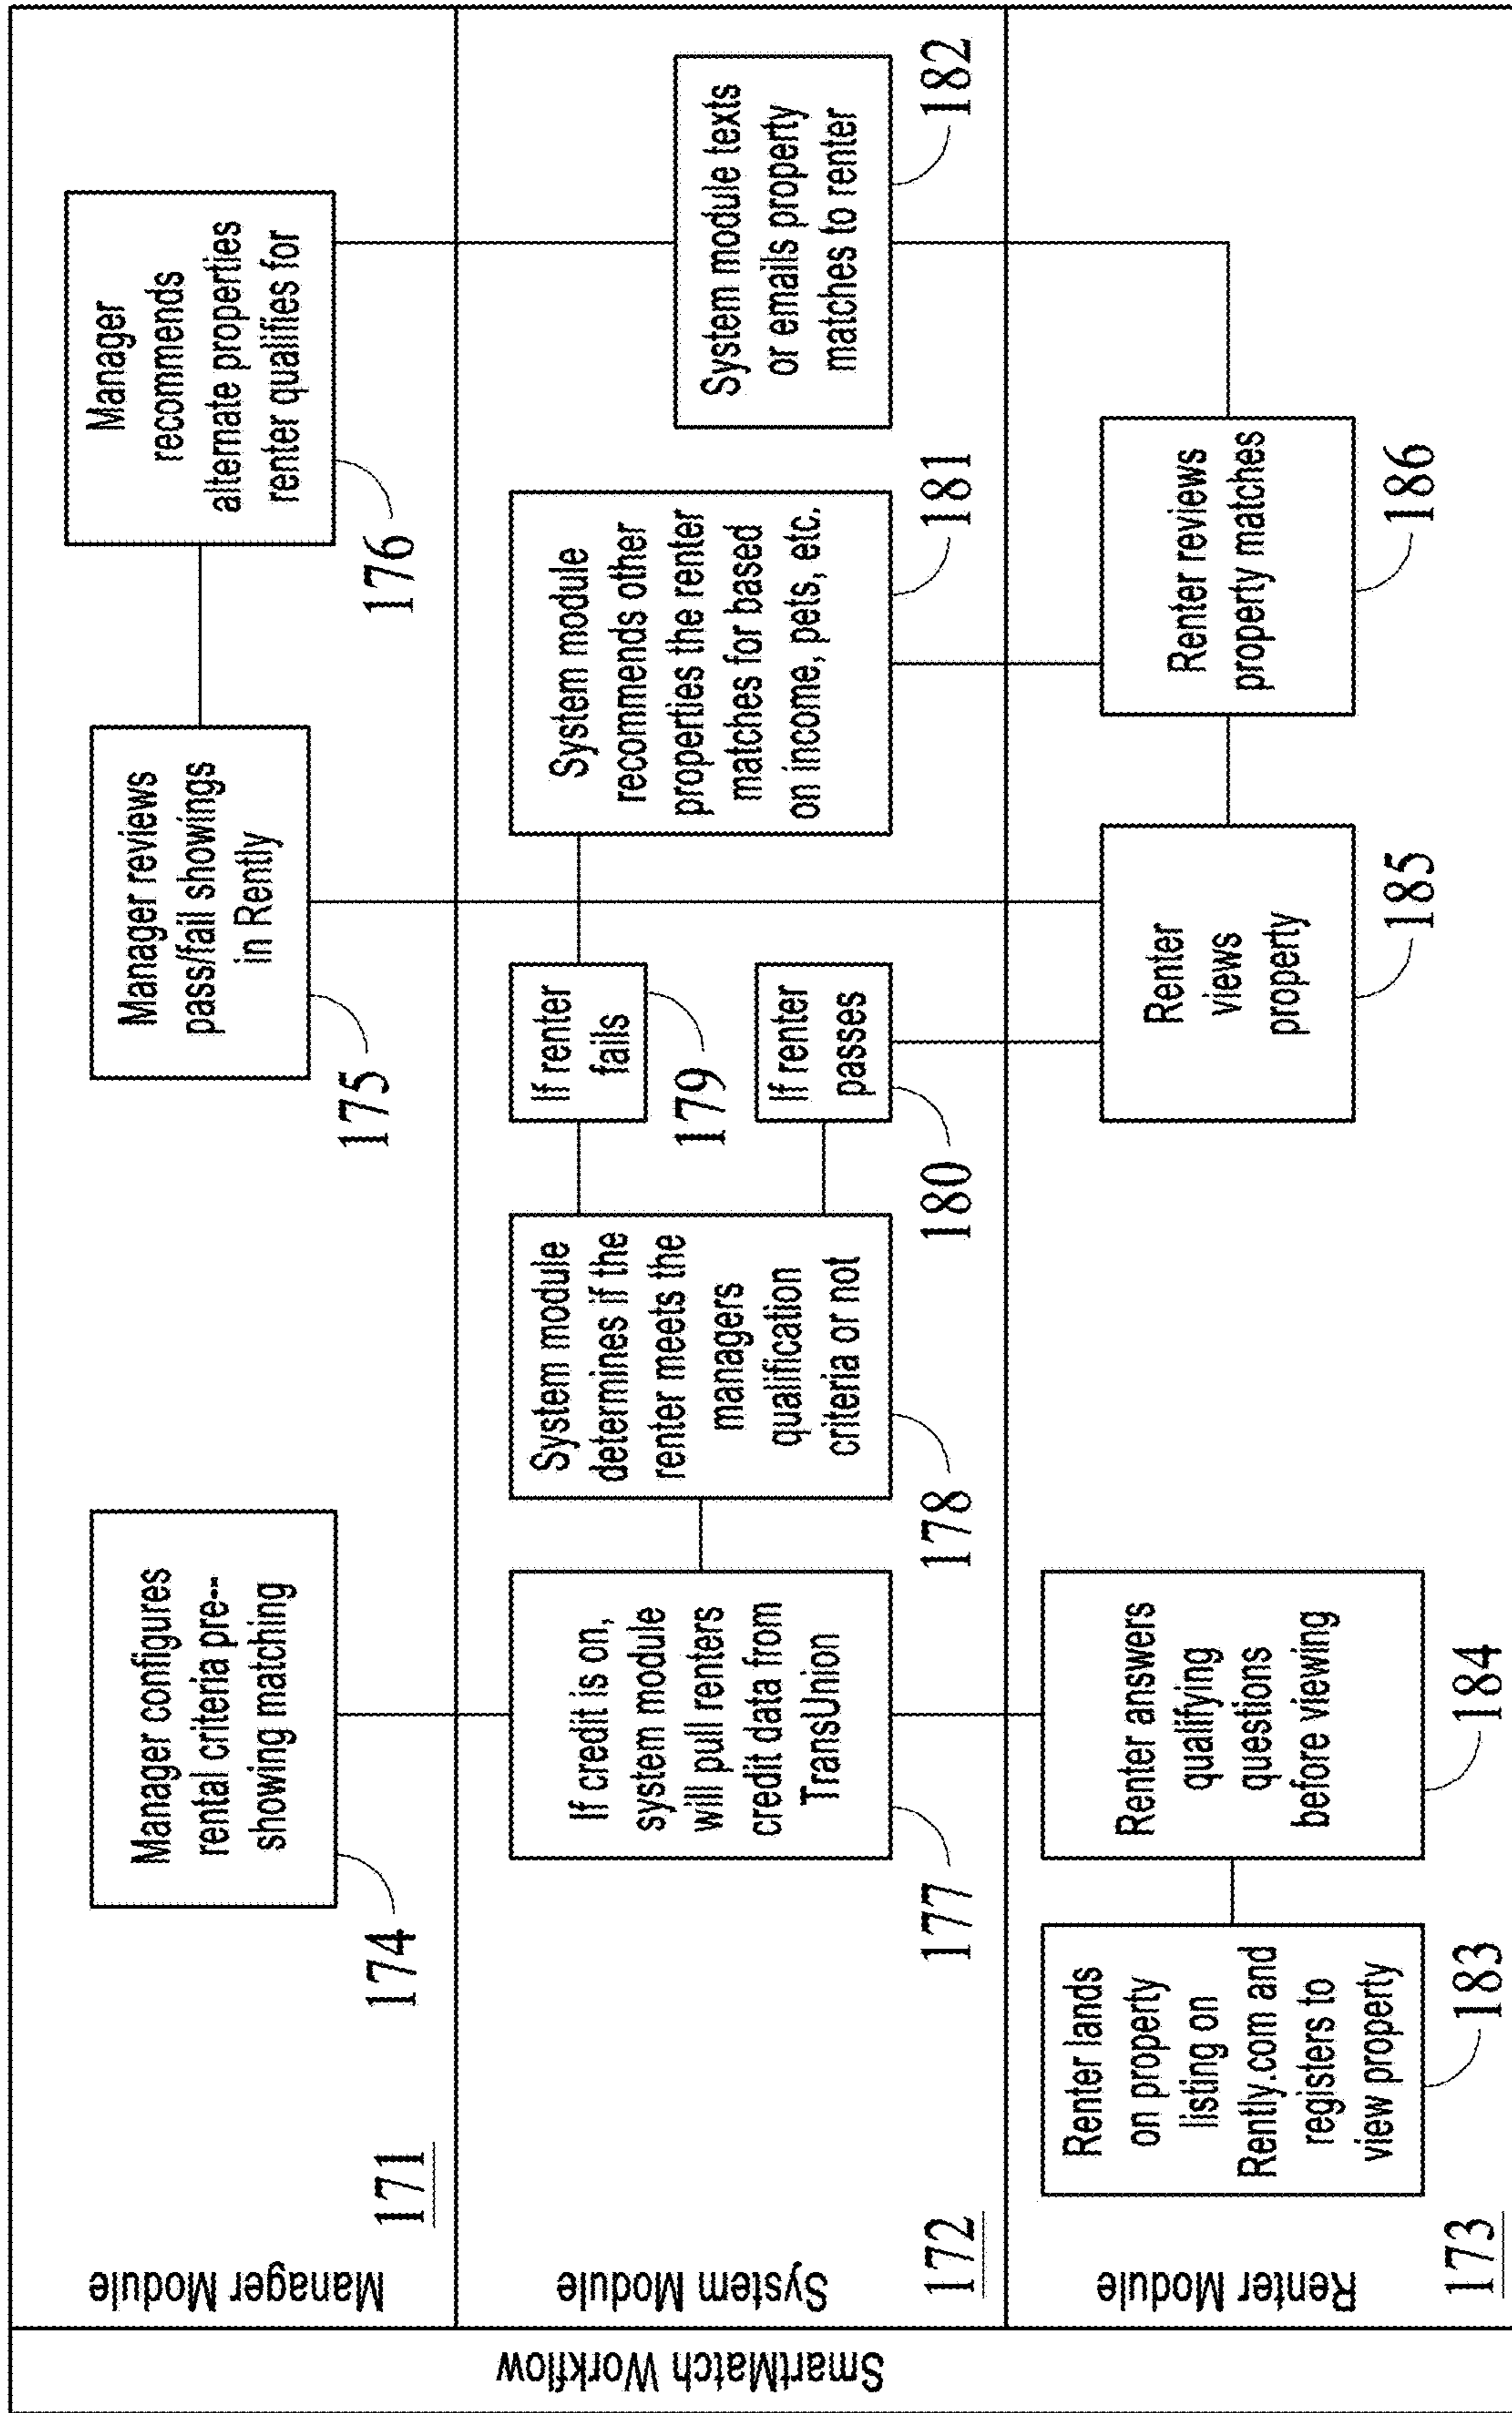 SmartMatch Workflow
Manager Module
171
Manager configures
rental criteria pre--
showing matching
174
Manager reviews
pass/fail showings
in Rently
175
Manager
recommends
alternate properties
renter qualifies for
176
System Module
172
If credit is on,
system module
will pull renters
credit data from
TransUnion
177
System module
determines if the
renter meets the
managers
qualification
criteria or not
178
If renter
fails
179
If renter
passes
180
System module
recommends other
properties the renter
matches for based
on income, pets, etc.
181
System module texts
or emails property
matches to renter
182
Renter Module
173
Renter lands
on property
listing on
Rently.com and
registers to
view property
183
Renter answers
qualifying
questions
before viewing
184
Renter
views
property
185
Renter reviews
property matches
186